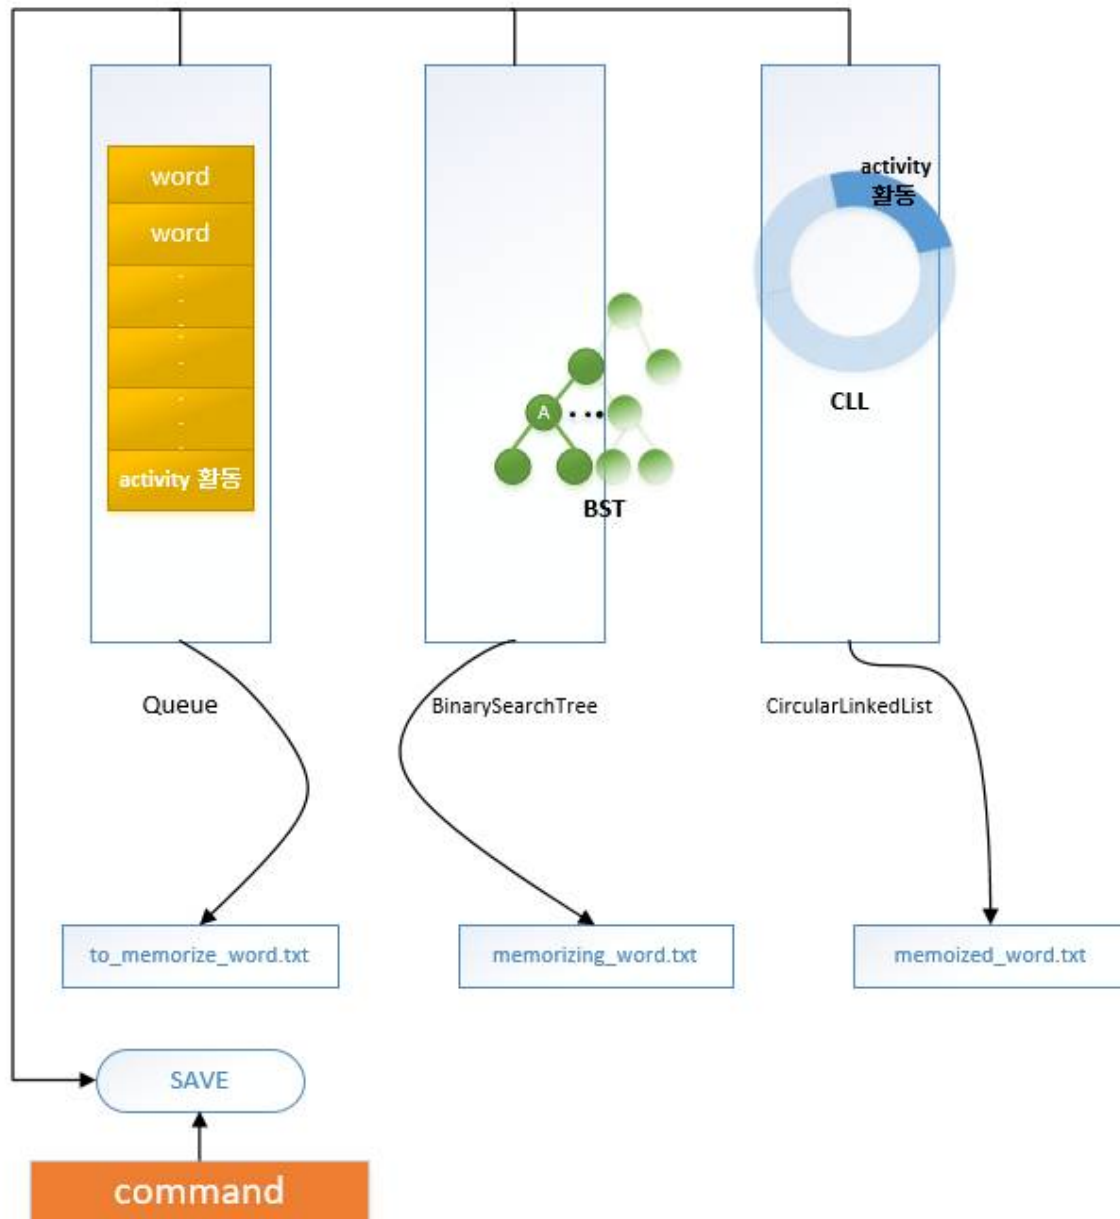 word
word
activity 활동
A
BST
activity
활동
CLL
Queue
BinarySearchTree
CircularLinkedList
to_memorize_word.txt
memorizing_word.txt
memoized_word.txt
SAVE
command